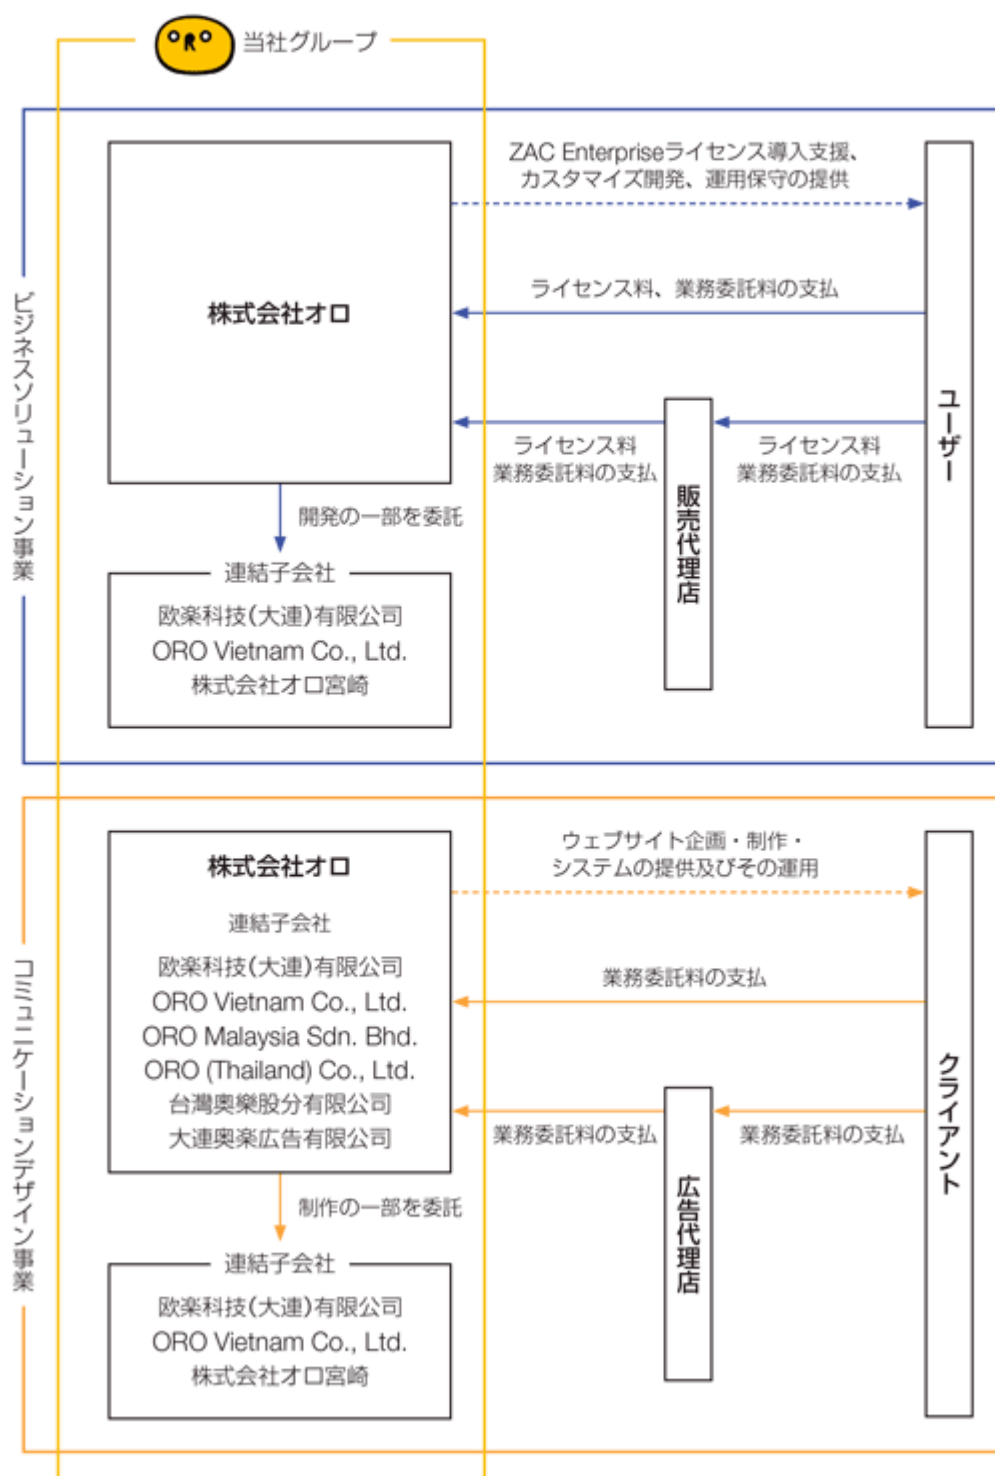 ORO
当社グループ
ビジネスソリューション事業
株式会社オロ
ZAC Enterpriseライセンス導入支援、
カスタマイズ開発、運用保守の提供
ライセンス料、業務委託料の支払
ライセンス料
業務委託料の支払
ライセンス料
業務委託料の支払
販売代理店
ユーザー
開発の一部を委託
連結子会社
欧楽科技(大連)有限公司
ORO Vietnam Co., Ltd.
株式会社オロ宮崎
コミュニケーションデザイン事業
株式会社オロ
連結子会社
欧楽科技(大連)有限公司
ORO Vietnam Co., Ltd.
ORO Malaysia Sdn. Bhd.
ORO (Thailand) Co., Ltd.
台灣奥樂股分有限公司
大連奥楽広告有限公司
ウェブサイト企画・制作・
システムの提供及びその運用
業務委託料の支払
業務委託料の支払
業務委託料の支払
広告代理店
クライアント
制作の一部を委託
連結子会社
欧楽科技(大連)有限公司
ORO Vietnam Co., Ltd.
株式会社オロ宮崎